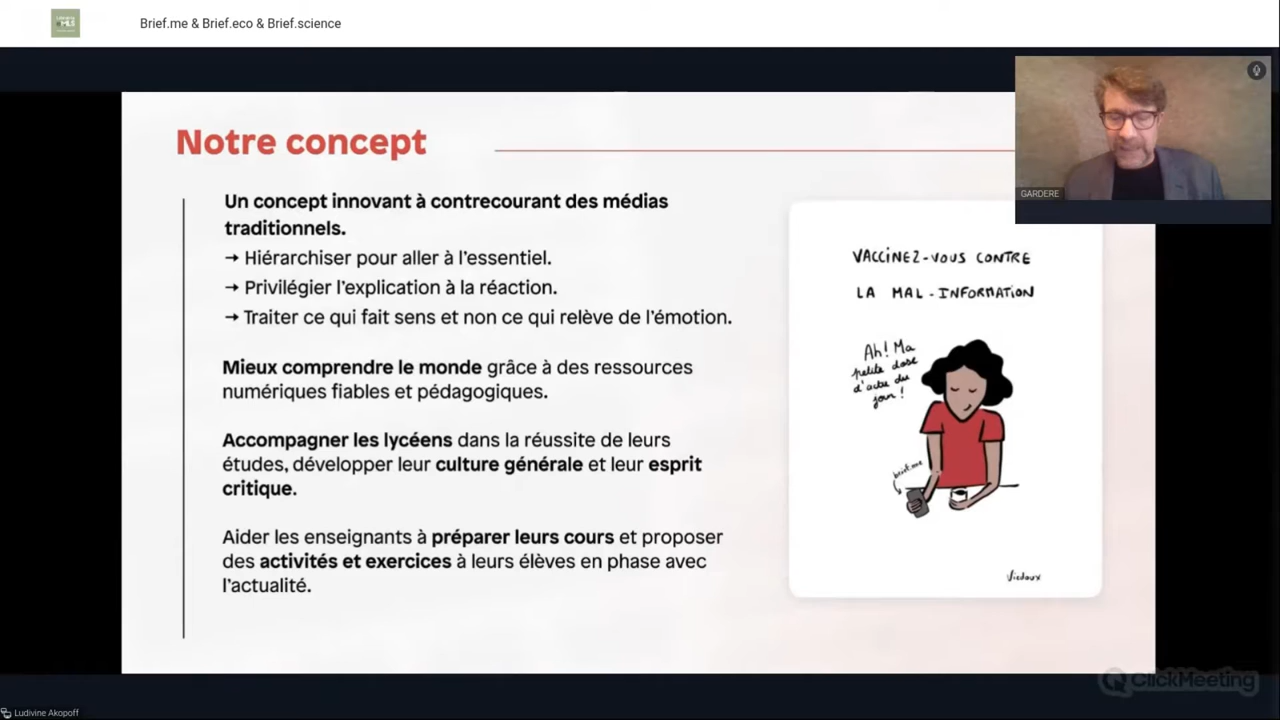 Brief.me & Brief.eco & Brief.science
GARDERE
Notre concept
Un concept innovant à contrecourant des médias
traditionnels.
→ Hiérarchiser pour aller à l'essentiel.
→ Privilégier l'explication à la réaction.
→ Traiter ce qui fait sens et non ce qui relève de l'émotion.
Mieux comprendre le monde grâce à des ressources
numériques fiables et pédagogiques.
Accompagner les lycéens dans la réussite de leurs
études, développer leur culture générale et leur esprit
critique.
Aider les enseignants à préparer leurs cours et proposer
des activités et exercices à leurs élèves en phase avec
l'actualité.
VACCINEZ-VOUS CONTRE
LA MAL-INFORMATION
Ah! Ma
petite dose
d'actu du
jour!
brief.me
ClickMeeting
Ludivine Akopoff